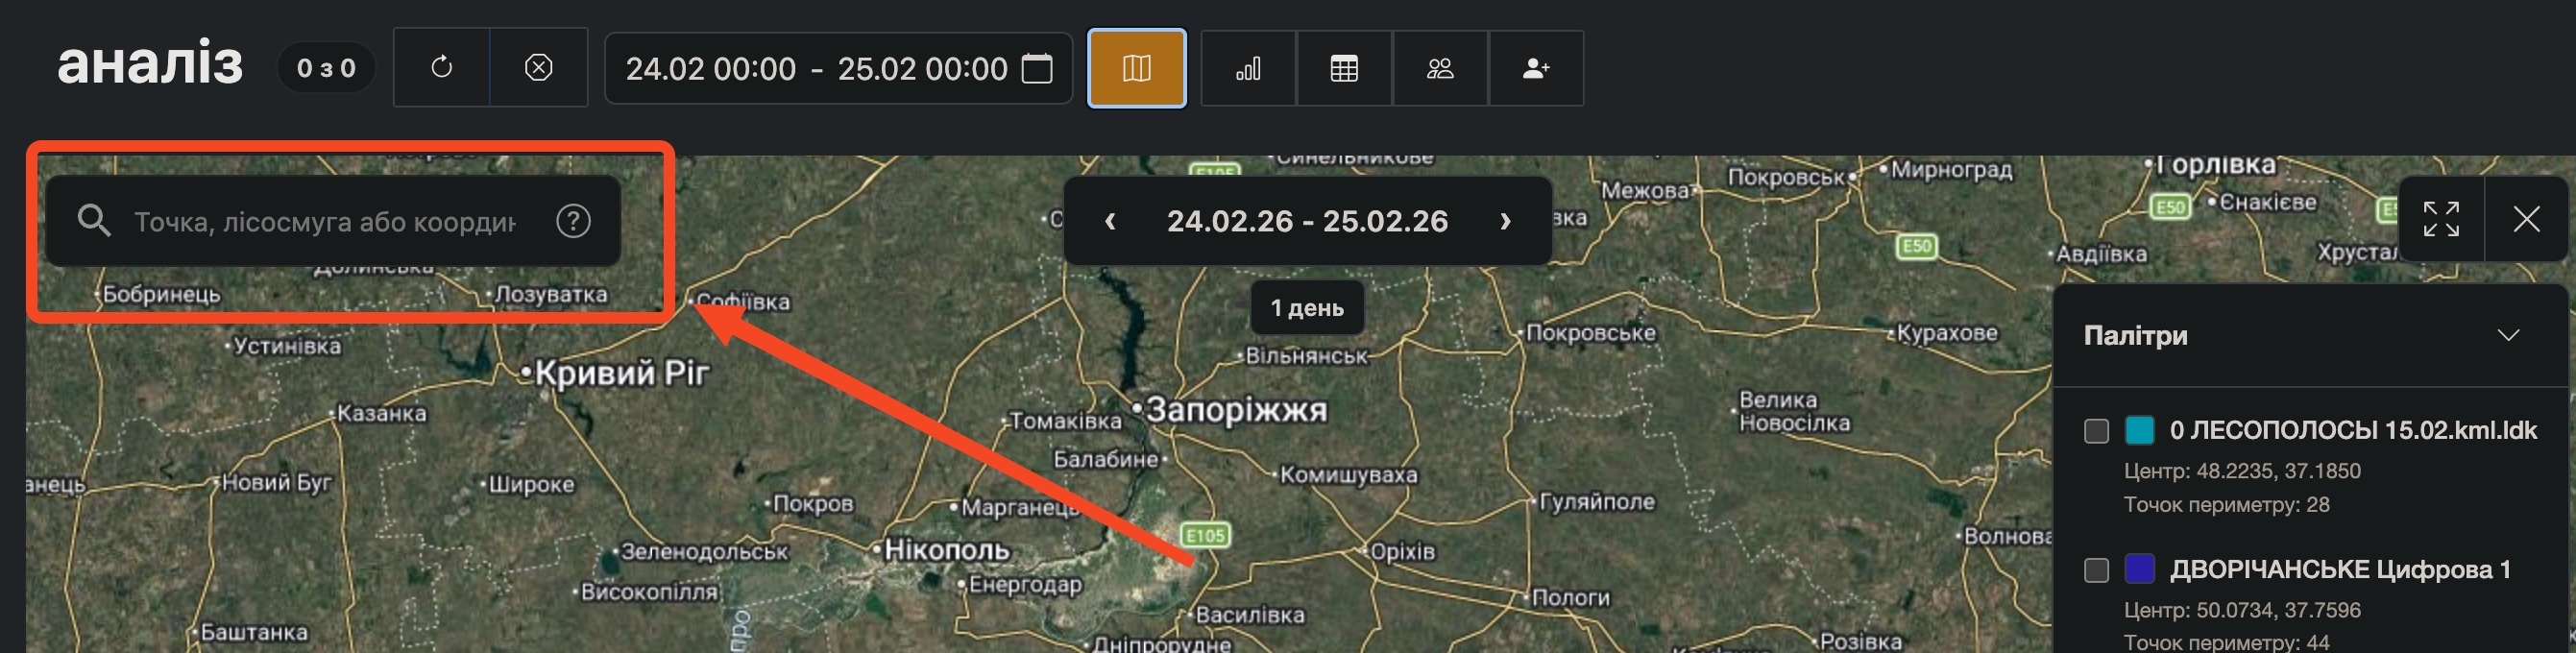 аналіз
0 з 0
24.02 00:00 - 25.02 00:00
Синельникове
Горлівка
Мирноград
Покровськ
Межова
E50
Єнакієве
Точка, лісосмуга або координ
?
‹ 24.02.26 - 25.02.26 ›
E50
Авдіївка
Хрустал
Долинська
Бобринець
Лозуватка
Софіївка
1 день
Устинівка
Покровське
Курахове
Палітри
Вільнянськ
Кривий Ріг
Казанка
Запоріжжя
Томаківка
Велика
Новосілка
0 ЛЕСОПОЛОСЫ 15.02.kml.ldk
Балабине
Центр: 48.2235, 37.1850
Комишуваха
Новий Буг
Широке
Покров
Марганець
Гуляйполе
Точок периметру: 28
E105
Волнова
Зеленодольськ
Нікополь
Оріхів
ДВОРІЧАНСЬКЕ Цифрова 1
Високопілля
Енергодар
Пологи
Центр: 50.0734, 37.7596
Василівка
Баштанка
Дніпрорудне
Розівка
Точок периметру: 44